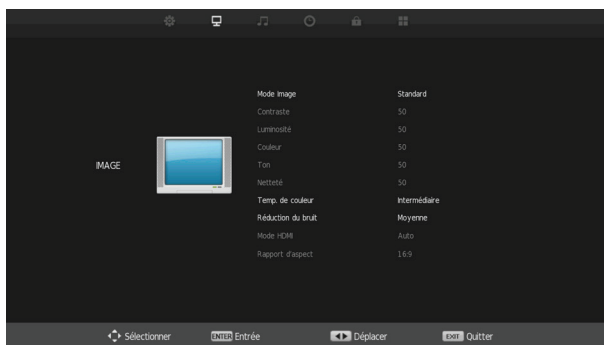 Mode Image Standard
Contraste 50
Luminosité 50
Couleur 50
Ton 50
IMAGE
Netteté 50
Temp. de couleur Intermédiaire
Réduction du bruit Moyenne
Mode HDMI Auto
Rapport d'aspect 16:9
Sélectionner ENTER Entrée Déplacer EXIT Quitter